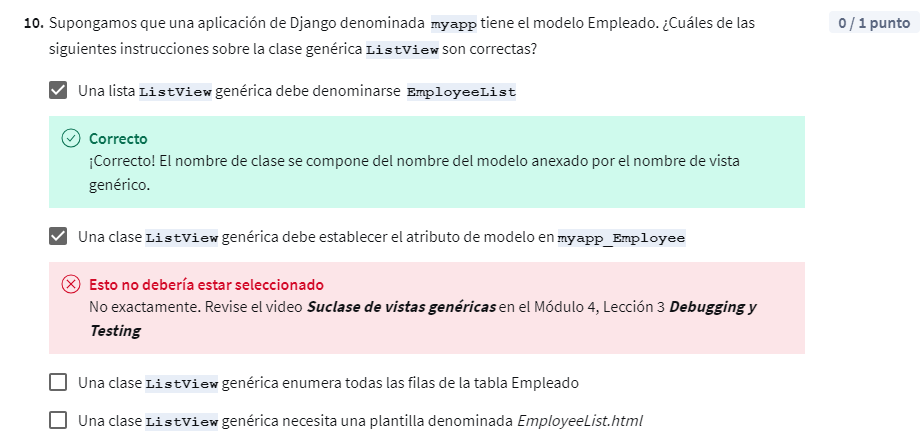 10. Supongamos que una aplicación de Django denominada myapp tiene el modelo Empleado. ¿Cuáles de las
0 / 1 punto
siguientes instrucciones sobre la clase genérica ListView son correctas?
Una lista ListView genérica debe denominarse EmployeeList
Correcto
¡Correcto! El nombre de clase se compone del nombre del modelo anexado por el nombre de vista
genérico.
Una clase ListView genérica debe establecer el atributo de modelo en myapp_Employee
Esto no debería estar seleccionado
No exactamente. Revise el video Suclase de vistas genéricas en el Módulo 4, Lección 3 Debugging y
Testing
Una clase ListView genérica enumera todas las filas de la tabla Empleado
Una clase ListView genérica necesita una plantilla denominada EmployeeList.html